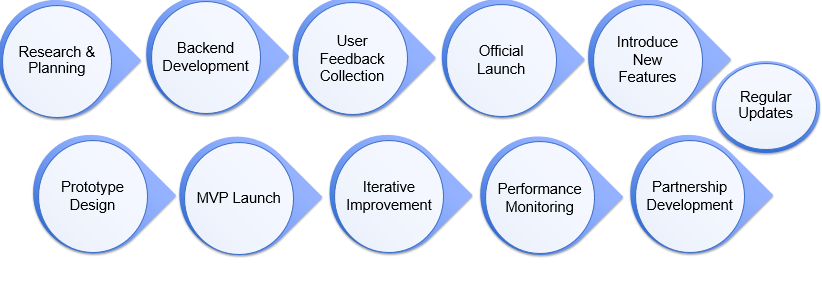 Research &
Planning
Backend
Development
User
Feedback
Collection
Official
Launch
Introduce
New
Features
Regular
Updates
Prototype
Design
MVP Launch
Iterative
Improvement
Performance
Monitoring
Partnership
Development